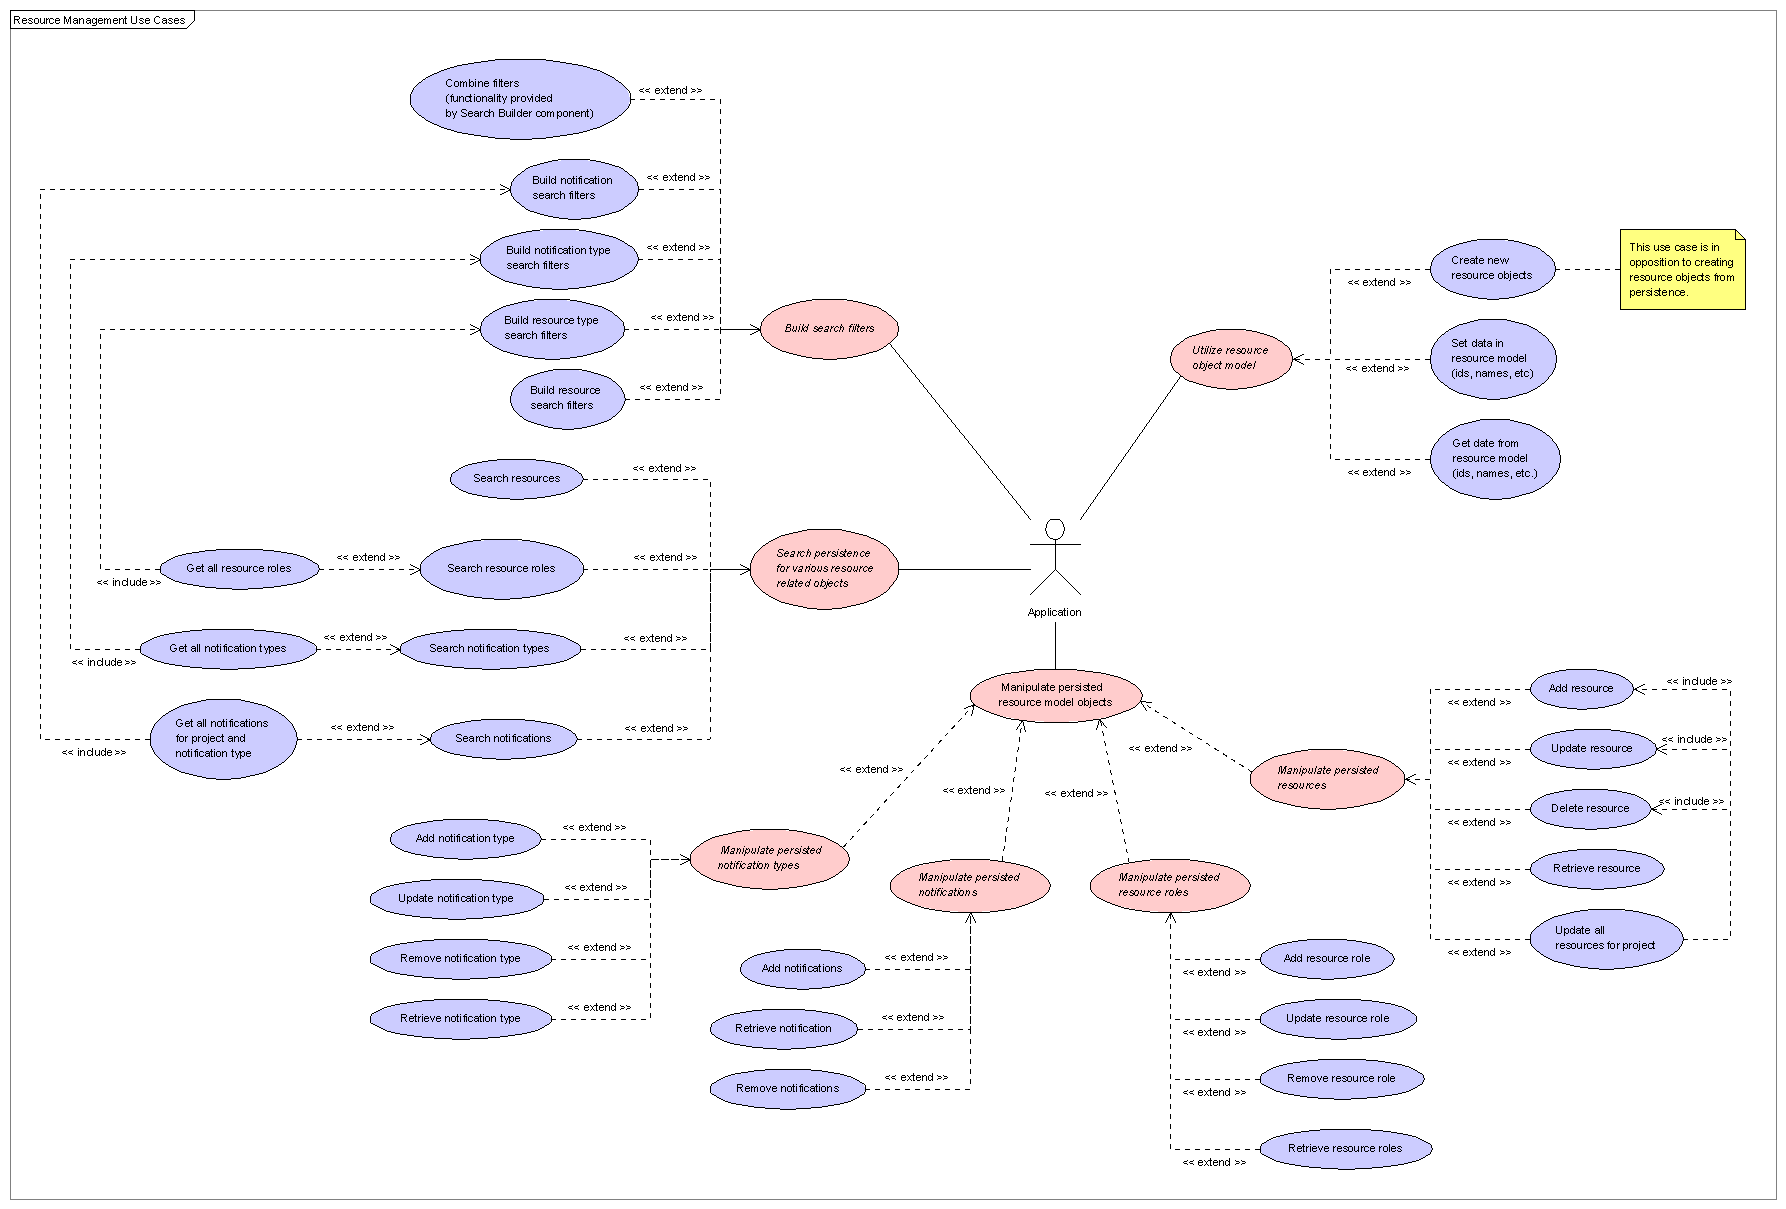 Resource Management Use Cases
Combine filters
(functionality provided
by Search Builder component)
<< extend >>
Build notification
search filters
<< extend >>
Build notification type
search filters
<< extend >>
Build resource type
search filters
<< extend >>
Build resource
search filters
<< extend >>
Build search filters
Utilize resource
object model
Create new
resource objects
<< extend >>
This use case is in
opposition to creating
resource objects from
persistence.
Set data in
resource model
(ids, names, etc)
<< extend >>
Get date from
resource model
(ids, names, etc.)
<< extend >>
Search resources
<< extend >>
Get all resource roles
<< extend >>
<< include >>
Search resource roles
<< extend >>
Search persistence
for various resource
related objects
Application
Get all notification types
<< extend >>
<< include >>
Search notification types
<< extend >>
Get all notifications
for project and
notification type
<< extend >>
<< include >>
Search notifications
<< extend >>
Manipulate persisted
resource model objects
<< extend >>
<< extend >>
<< extend >>
<< extend >>
Manipulate persisted
resources
Add resource
<< include >>
<< extend >>
Update resource
<< include >>
<< extend >>
Delete resource
<< include >>
<< extend >>
Retrieve resource
<< extend >>
Update all
resources for project
<< extend >>
Add notification type
<< extend >>
Update notification type
<< extend >>
Remove notification type
<< extend >>
Retrieve notification type
<< extend >>
Manipulate persisted
notification types
Manipulate persisted
notifications
Manipulate persisted
resource roles
Add notifications
<< extend >>
Retrieve notification
<< extend >>
Remove notifications
<< extend >>
Add resource role
<< extend >>
Update resource role
<< extend >>
Remove resource role
<< extend >>
Retrieve resource roles
<< extend >>